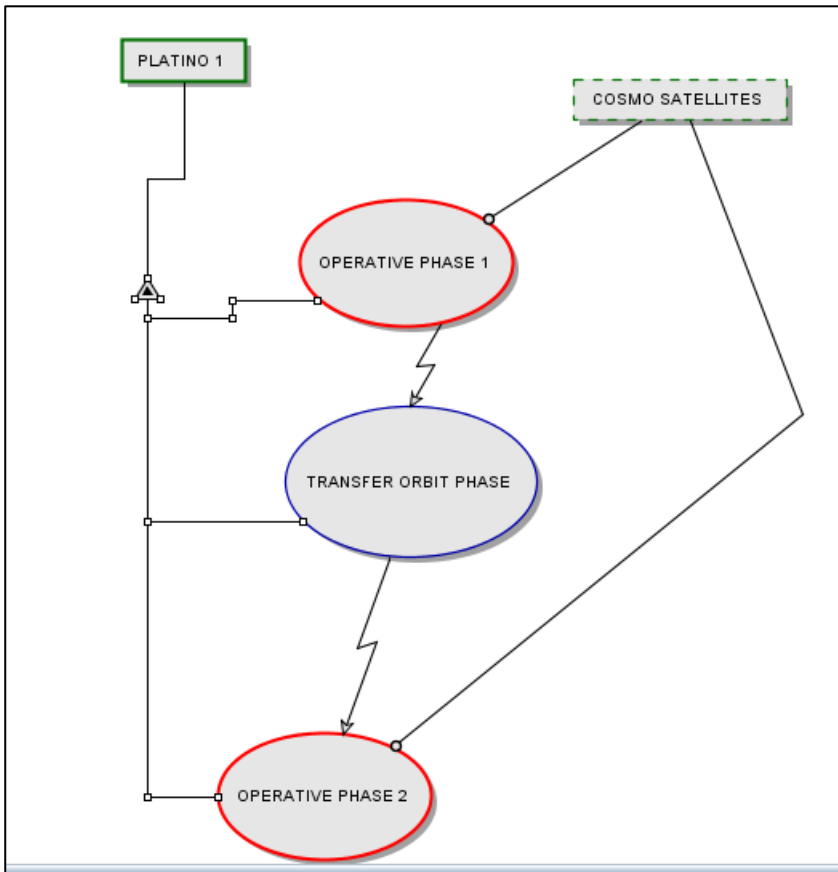 PLATINO 1
COSMO SATELLITES
OPERATIVE PHASE 1
TRANSFER ORBIT PHASE
OPERATIVE PHASE 2